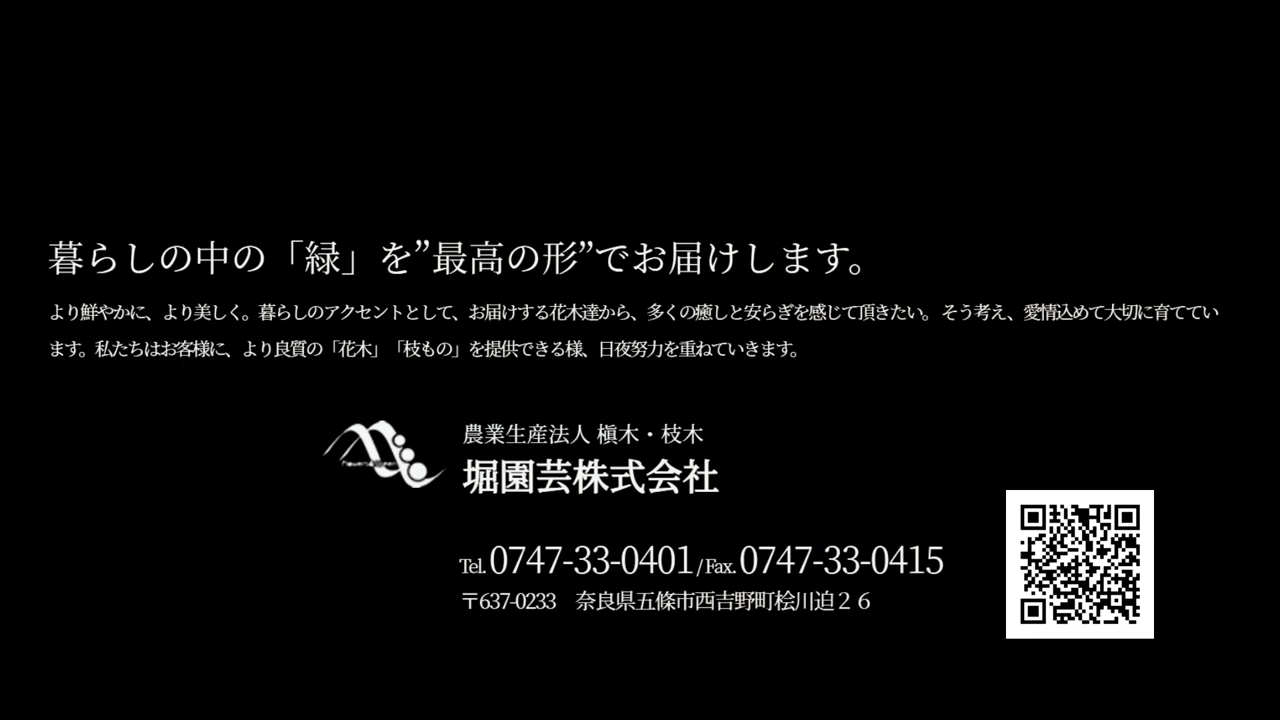 暮らしの中の「緑」を”最高の形”でお届けします。
より鮮やかに、より美しく。暮らしのアクセントとして、お届けする花木達から、多くの癒しと安らぎを感じて頂きたい。 そう考え、愛情込めて大切に育ててい
ます。私たちはお客様に、より良質の「花木」「枝もの」を提供できる様、日夜努力を重ねていきます。
農業生産法人 槇木・枝木
堀園芸株式会社
Tel. 0747-33-0401 / Fax. 0747-33-0415
〒637-0233　奈良県五條市西吉野町桧川迫２６